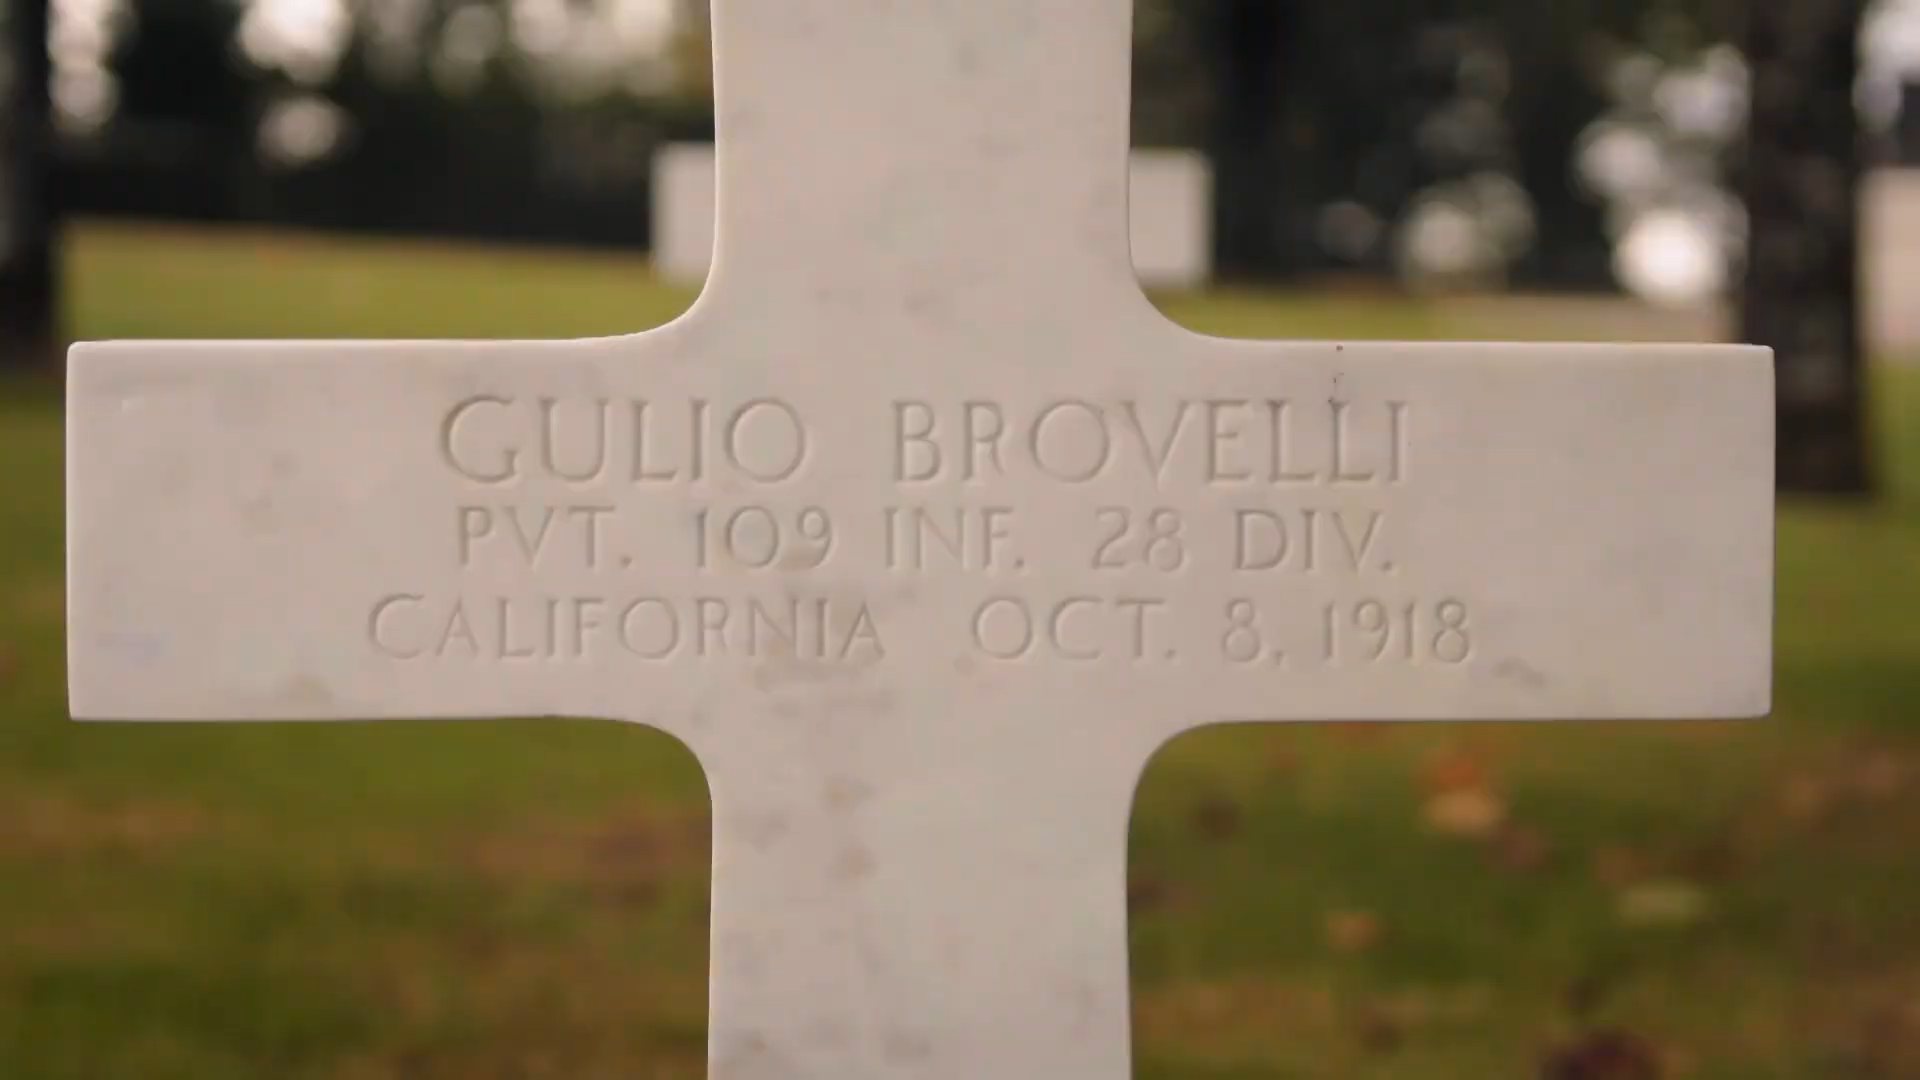 GULIO BROVELLI
PVT. 109 INF. 28 DIV.
CALIFORNIA OCT. 8, 1918